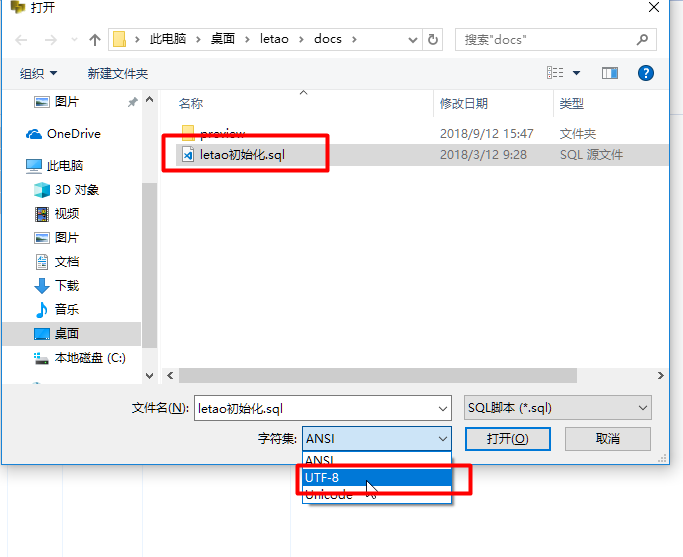 打开
此电脑 › 桌面 › letao › docs ›
搜索"docs"
组织 新建文件夹
图片
OneDrive
此电脑
3D 对象
视频
图片
文档
下载
音乐
桌面
本地磁盘 (C:)
名称 修改日期 类型
preview 2018/9/12 15:47 文件夹
letao初始化.sql 2018/3/12 9:28 SQL 源文件
文件名(N): letao初始化.sql SQL脚本 (*.sql)
字符集: ANSI 打开(O) 取消
ANSI
UTF-8
Unicode